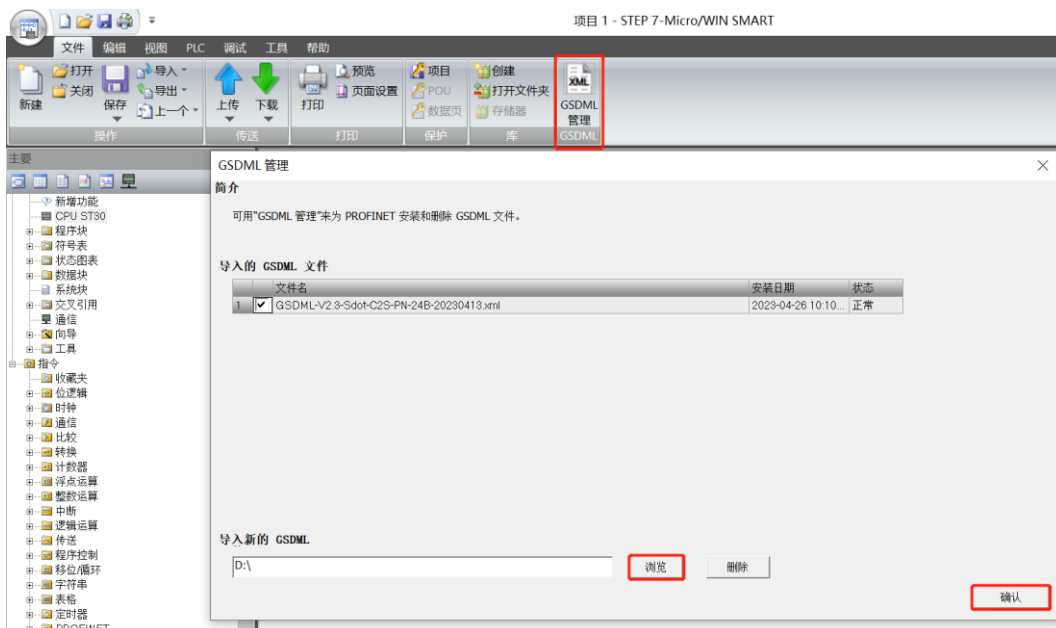 项目 1 - STEP 7-Micro/WIN SMART
文件 编辑 视图 PLC 调试 工具 帮助
新建 打开 关闭 保存 导入 导出 上一个
操作
上传 下载
传送
打印 预览 页面设置
打印
项目 POU 数据页
保护
创建 打开文件夹 存储器
库
XML
GSDML
管理
GSDML
主要
新增功能
CPU ST30
程序块
符号表
状态图表
数据块
系统块
交叉引用
通信
向导
工具
指令
收藏夹
位逻辑
时钟
通信
比较
转换
计数器
浮点运算
整数运算
中断
逻辑运算
传送
程序控制
移位/循环
字符串
表格
定时器
PROFINET
GSDML 管理
简介
可用"GSDML 管理"来为 PROFINET 安装和删除 GSDML 文件。
导入的 GSDML 文件
文件名 安装日期 状态
1 GSDML-V2.3-Sdot-C2S-PN-24B-20230413.xml 2023-04-26 10:10... 正常
导入新的 GSDML
D:\ 浏览 删除
确认